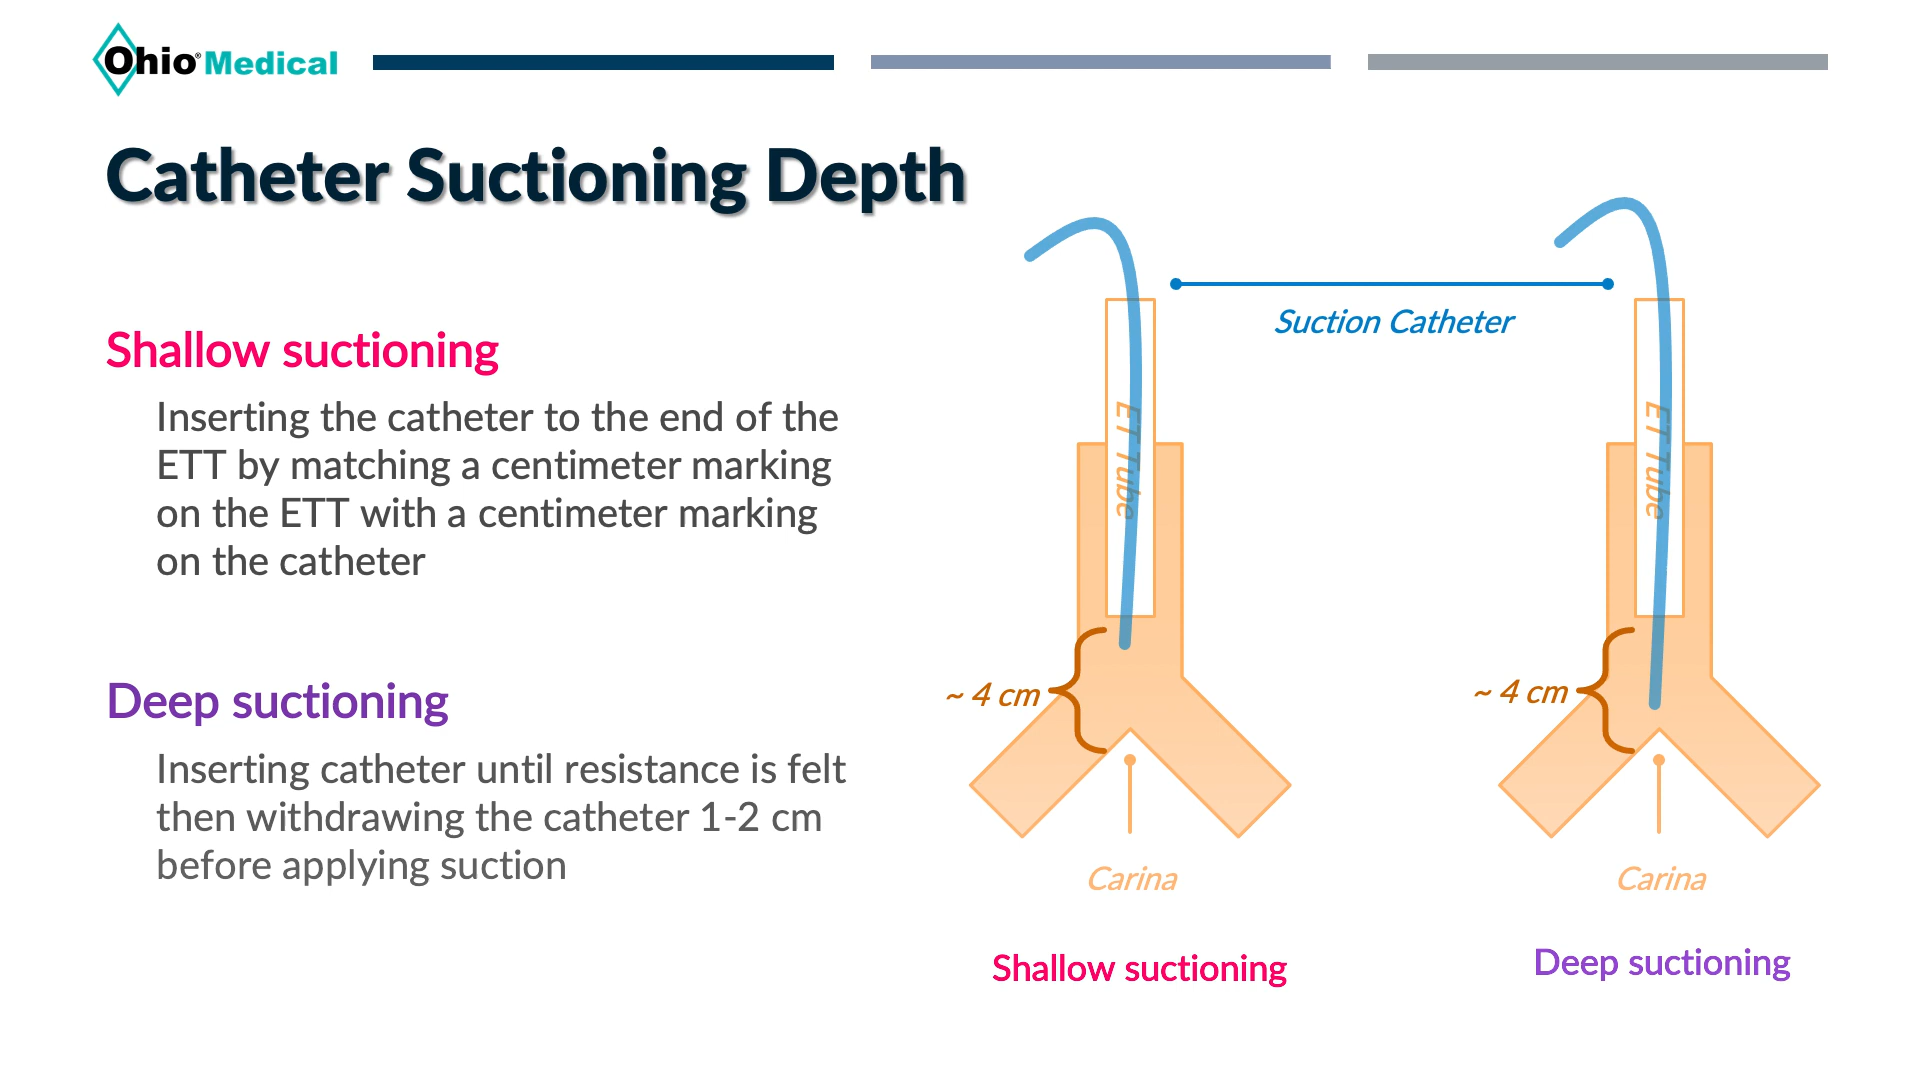 Ohio® Medical
Catheter Suctioning Depth
Shallow suctioning
Inserting the catheter to the end of the
ETT by matching a centimeter marking
on the ETT with a centimeter marking
on the catheter
Deep suctioning
Inserting catheter until resistance is felt
then withdrawing the catheter 1-2 cm
before applying suction
Suction Catheter
ET Tube
~ 4 cm
Carina
Shallow suctioning
ET Tube
~ 4 cm
Carina
Deep suctioning